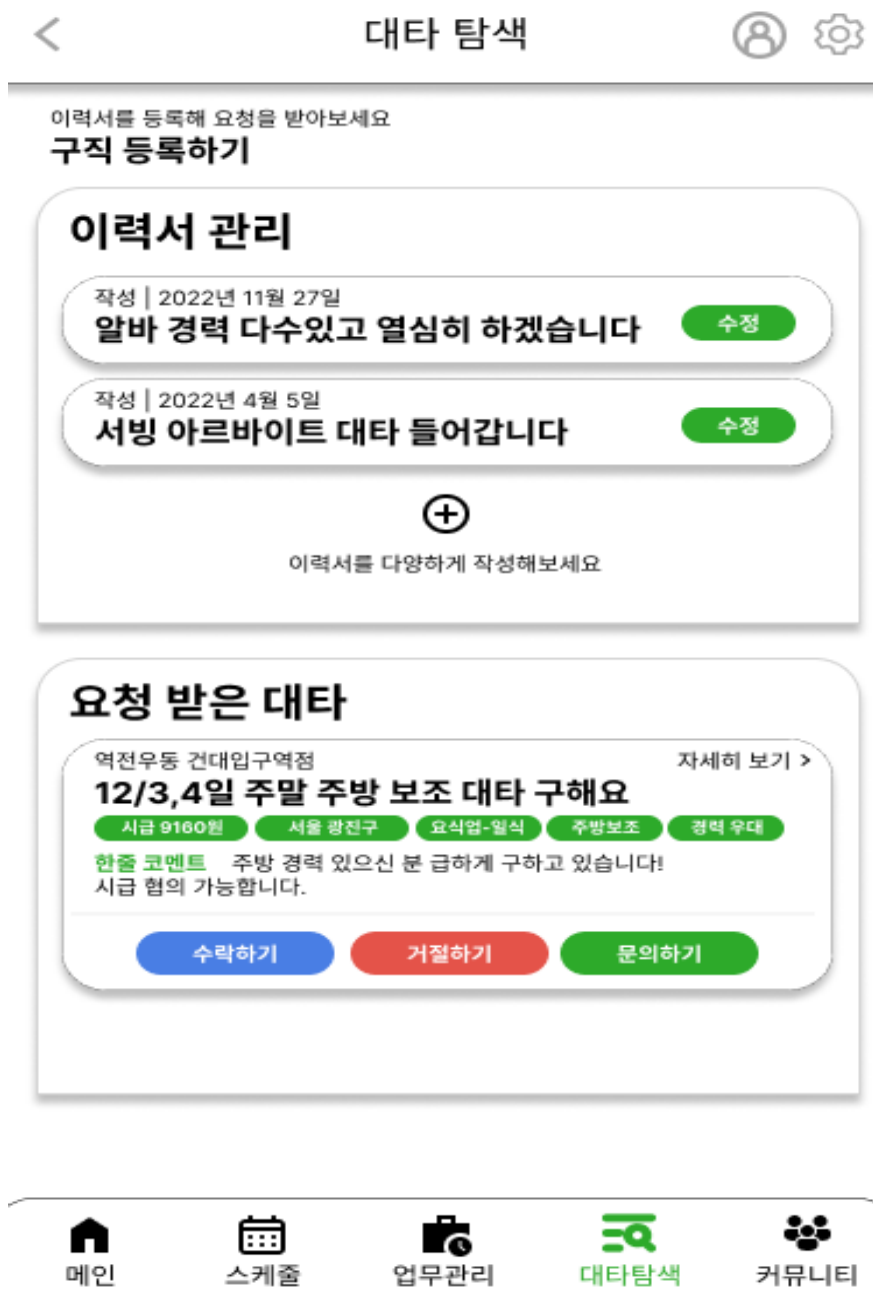 대타 탐색
이력서를 등록해 요청을 받아보세요
구직 등록하기
이력서 관리
작성 | 2022년 11월 27일
알바 경력 다수있고 열심히 하겠습니다
수정
작성 | 2022년 4월 5일
서빙 아르바이트 대타 들어갑니다
수정
이력서를 다양하게 작성해보세요
요청 받은 대타
역전우동 건대입구역점
자세히 보기 >
12/3,4일 주말 주방 보조 대타 구해요
시급 9160원 서울 광진구 요식업-일식 주방보조 경력 우대
한줄 코멘트 주방 경력 있으신 분 급하게 구하고 있습니다!
시급 협의 가능합니다.
수락하기 거절하기 문의하기
메인 스케줄 업무관리 대타탐색 커뮤니티